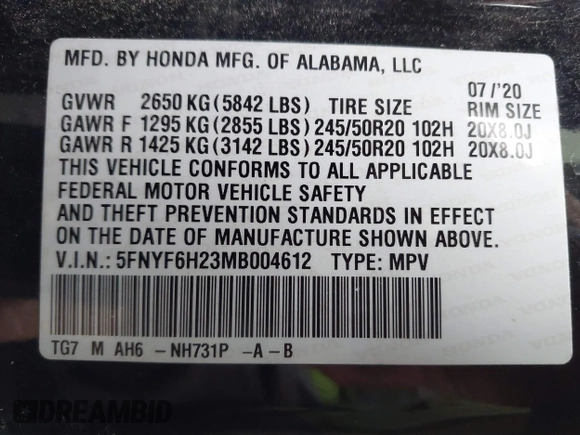 MFD. BY HONDA MFG. OF ALABAMA, LLC
07 /'20
GVWR 2650 KG (5842 LBS) TIRE SIZE RIM SIZE
GAWR F 1295 KG (2855 LBS) 245/50R20 102H 20X8.0J
GAWR R 1425 KG (3142 LBS) 245/50R20 102H 20X8.0J
THIS VEHICLE CONFORMS TO ALL APPLICABLE
FEDERAL MOTOR VEHICLE SAFETY
AND THEFT PREVENTION STANDARDS IN EFFECT
ON THE DATE OF MANUFACTURE SHOWN ABOVE.
V.I.N.: 5FNYF6H23MB004612 TYPE: MPV
TG7 M AH6 -NH731P -A-B
DREAMBID